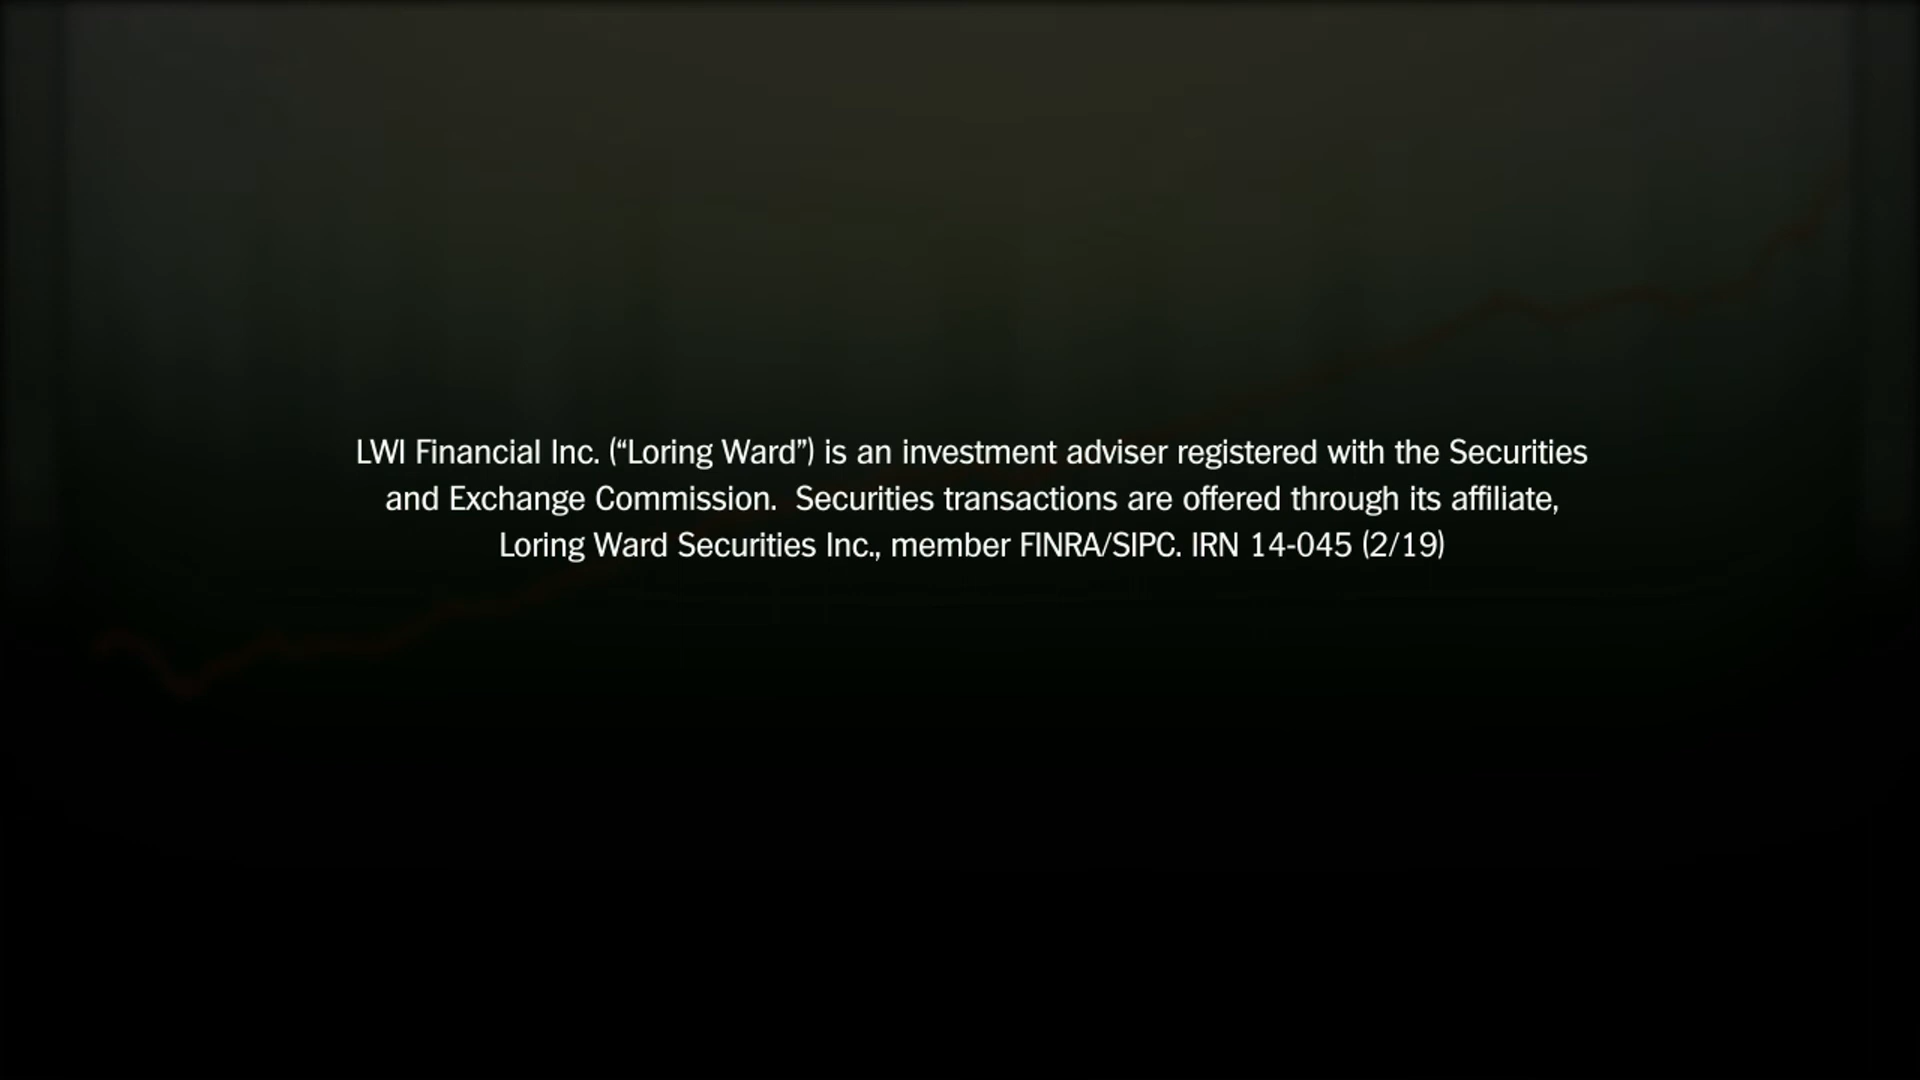 LWI Financial Inc. (“Loring Ward”) is an investment adviser registered with the Securities
and Exchange Commission.  Securities transactions are offered through its affiliate,
Loring Ward Securities Inc., member FINRA/SIPC. IRN 14-045 (2/19)